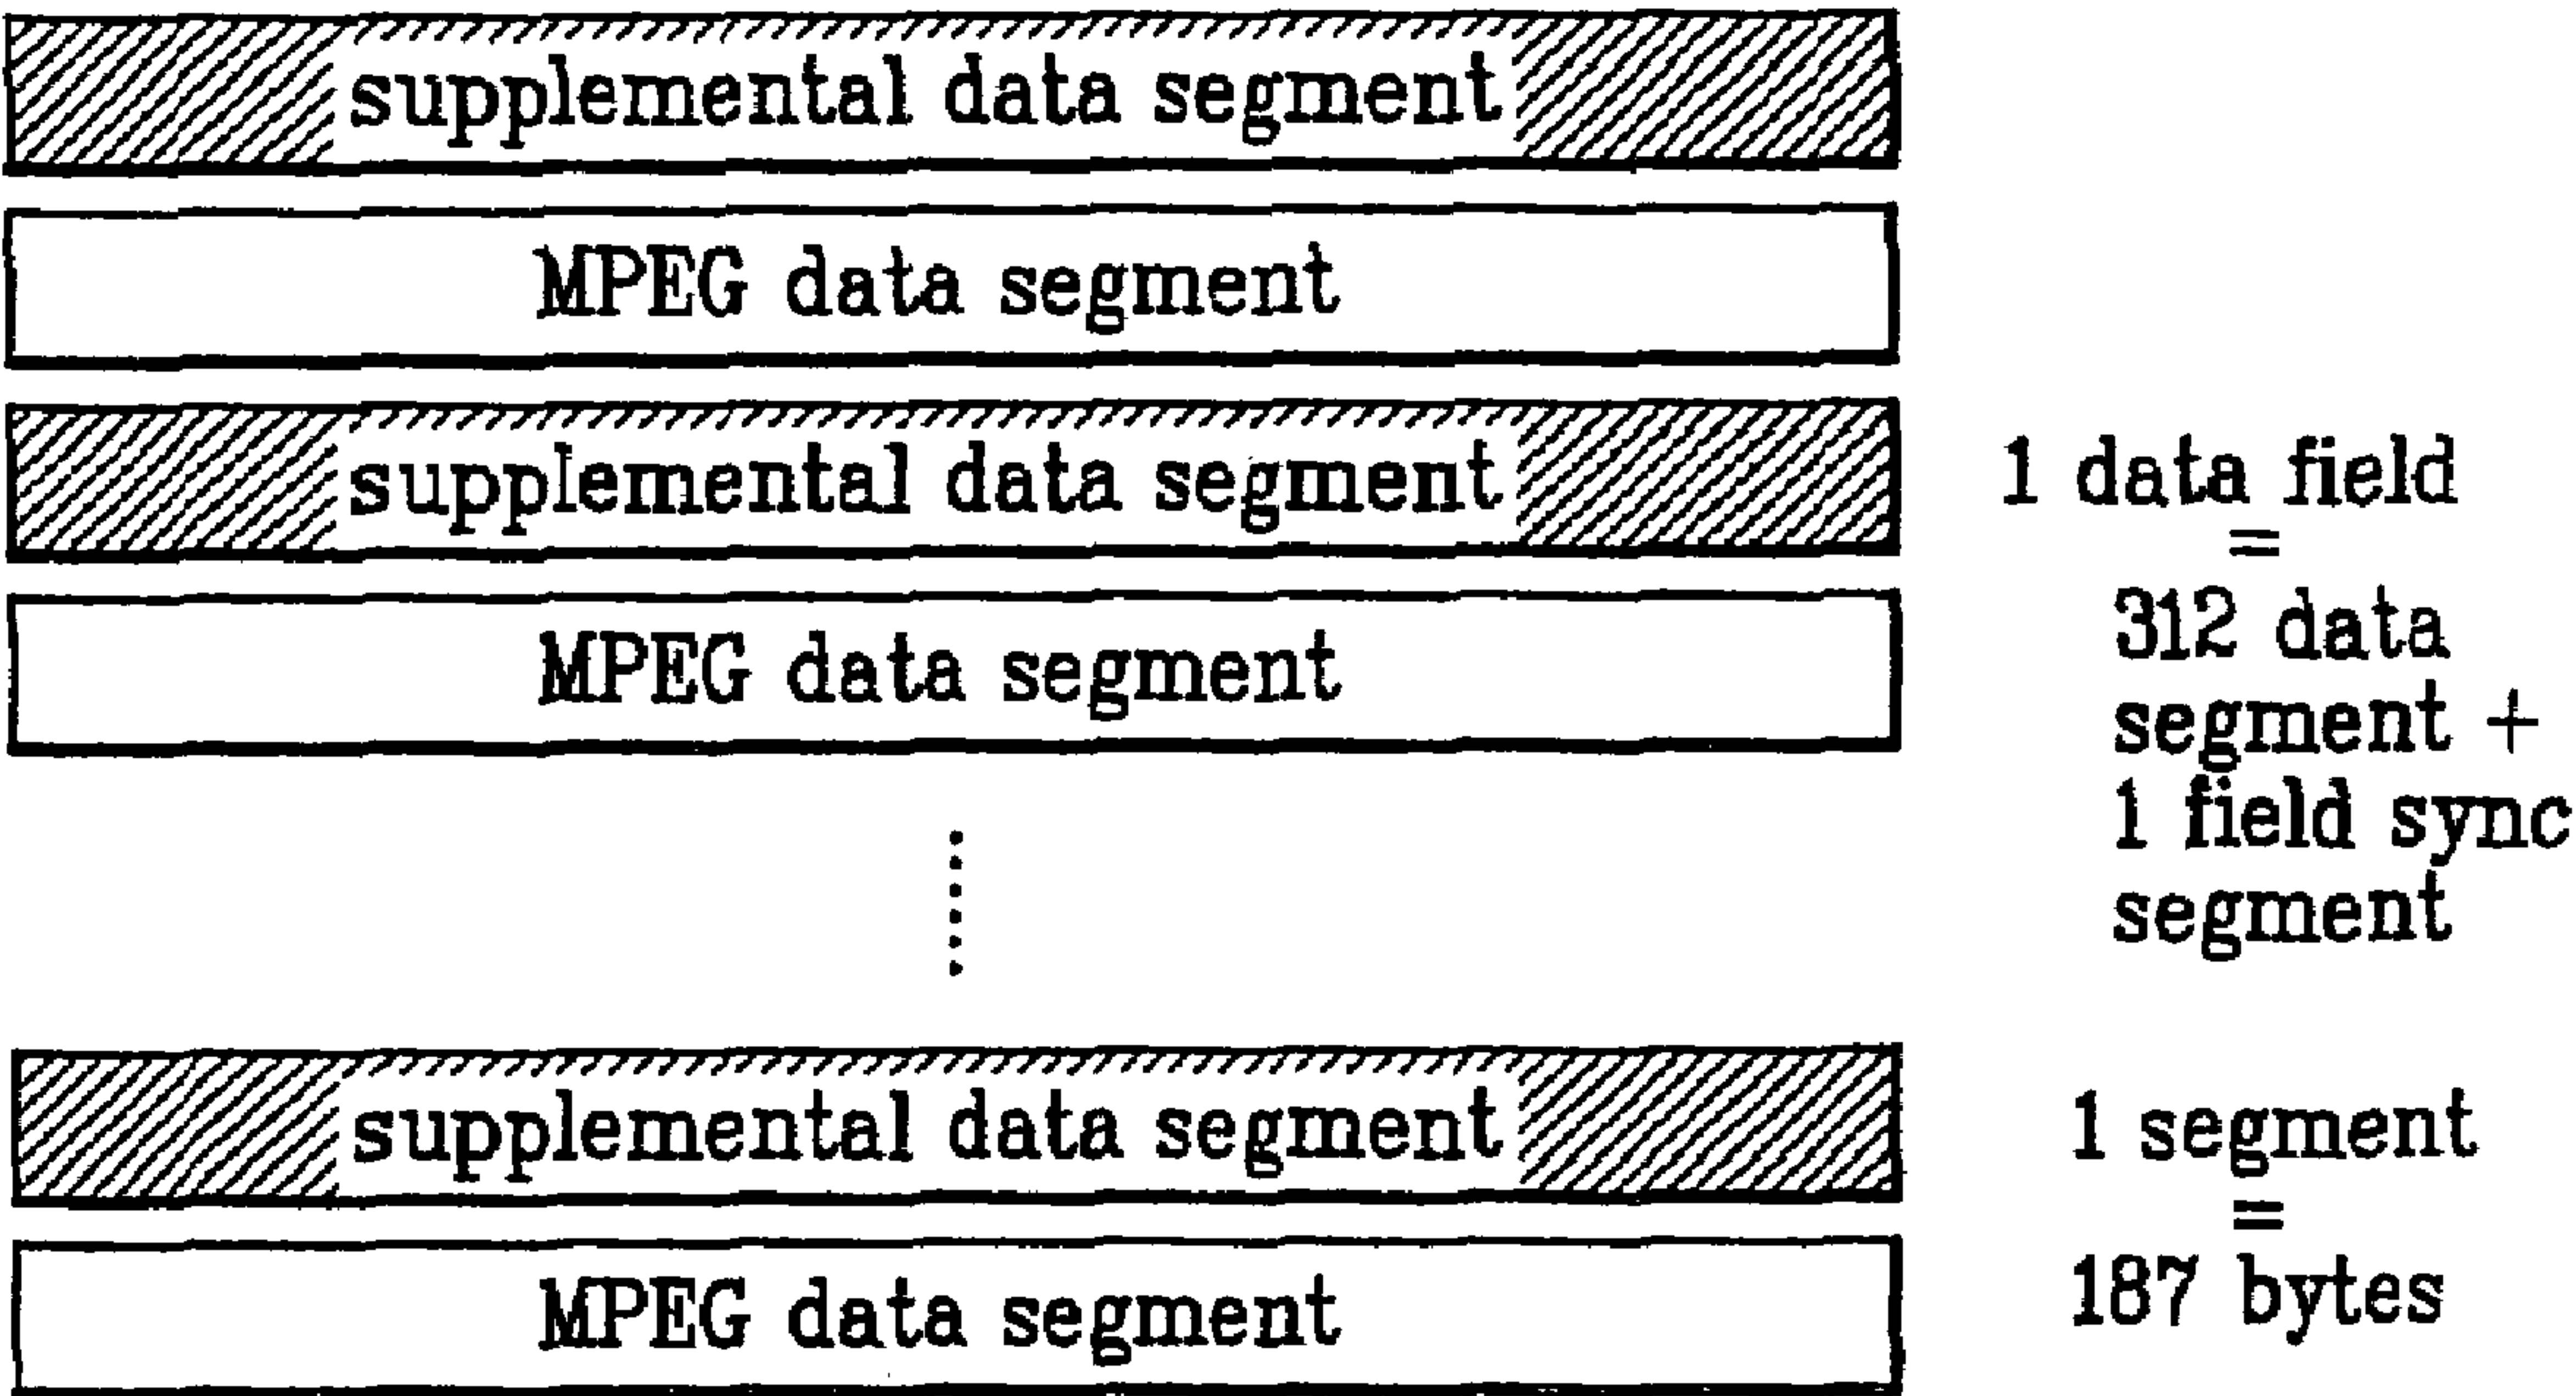 supplemental data segment
MPEG data segment
supplemental data segment
MPEG data segment
supplemental data segment
MPEG data segment
1 data field
=
312 data
segment +
1 field sync
segment
1 segment
=
187 bytes